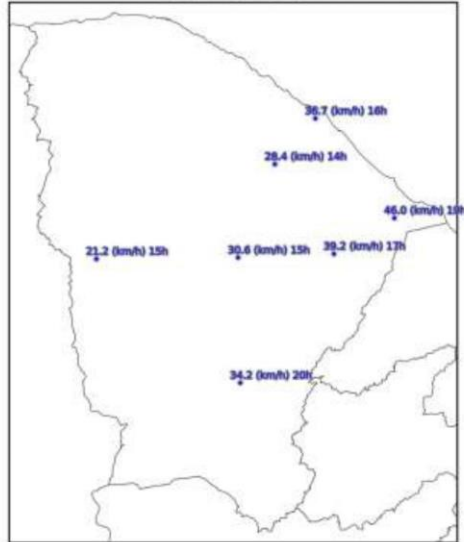 36.7 (km/h) 16h
28.4 (km/h) 14h
46.0 (km/h) 19h
39.2 (km/h) 17h
30.6 (km/h) 15h
21.2 (km/h) 15h
34.2 (km/h) 20h